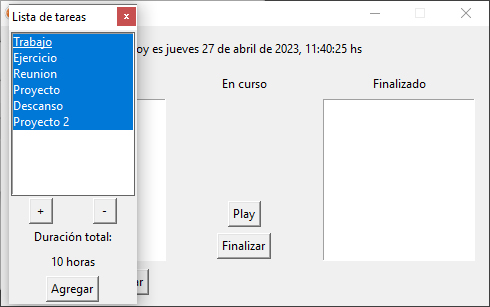 Lista de tareas
x
Trabajo
Ejercicio
Reunion
Proyecto
Descanso
Proyecto 2
+ -
Duración total:
10 horas
Agregar
oy es jueves 27 de abril de 2023, 11:40:25 hs
En curso
Finalizado
Play
Finalizar
ar